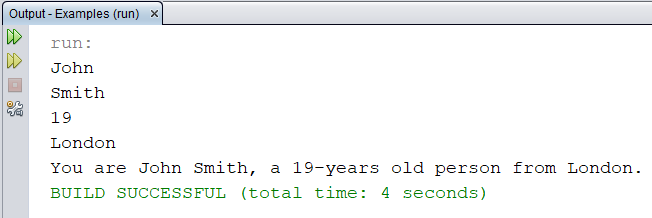 Output - Examples (run)
run:
John
Smith
19
London
You are John Smith, a 19-years old person from London.
BUILD SUCCESSFUL (total time: 4 seconds)